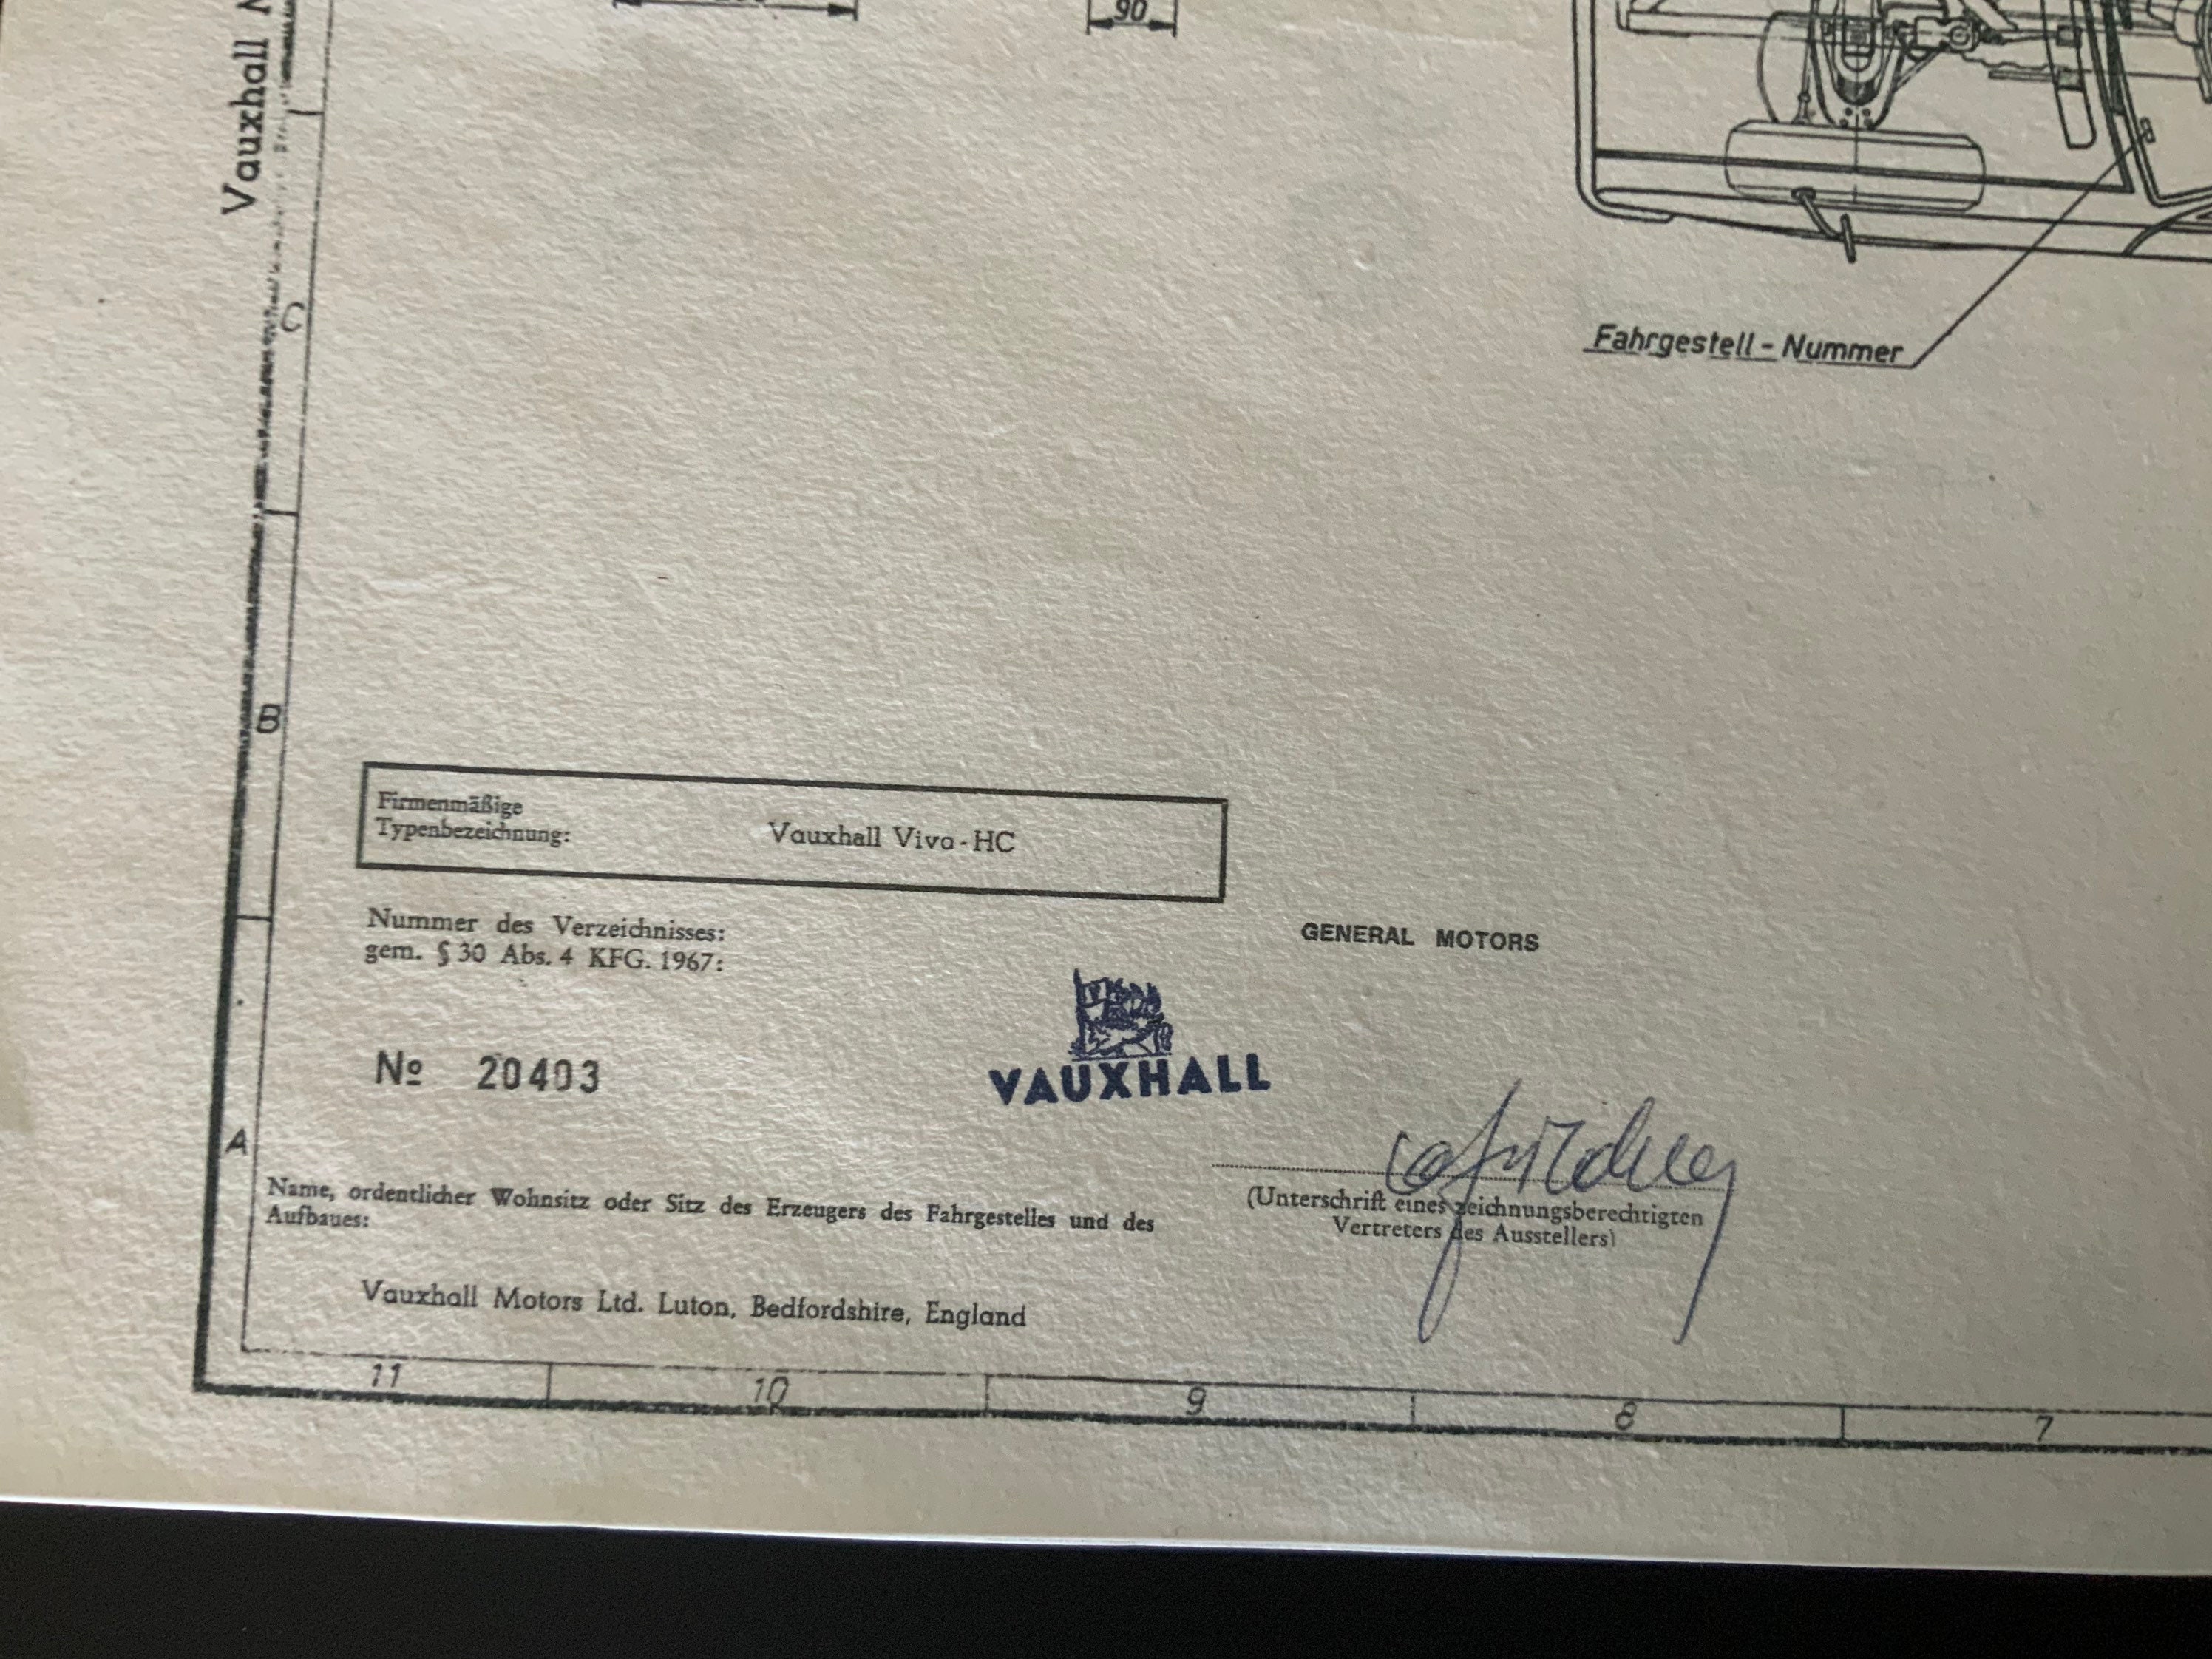 90
Vauxhall
C
Fahrgestell - Nummer
B
Firmenmäßige
Typenbezeichnung:
Vauxhall Viva - HC
Nummer des Verzeichnisses:
gem. § 30 Abs. 4 KFG. 1967:
GENERAL MOTORS
Nº 20403
VAUXHALL
A
Name, ordentlicher Wohnsitz oder Sitz des Erzeugers des Fahrgestelles und des
Aufbaues:
(Unterschrift eines zeichnungsberechtigten
Vertreters des Ausstellers)
Vauxhall Motors Ltd. Luton, Bedfordshire, England
11 10 9 8 7